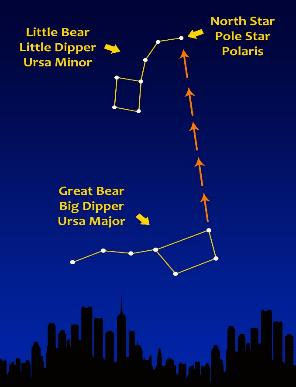 Little Bear
Little Dipper
Ursa Minor
North Star
Pole Star
Polaris
Great Bear
Big Dipper
Ursa Major